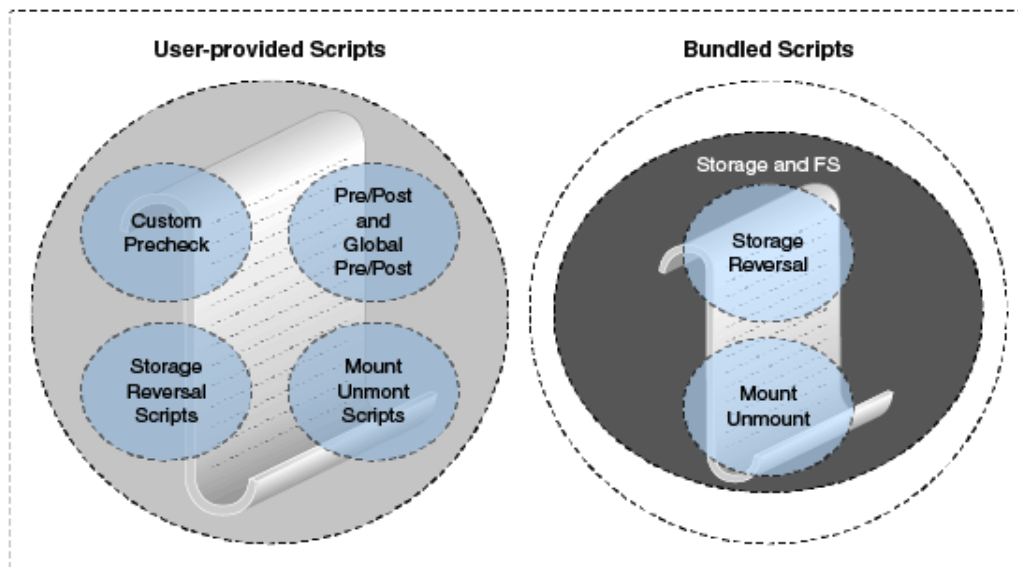 User-provided Scripts
Custom
Precheck
Pre/Post
and
Global
Pre/Post
Storage
Reversal
Scripts
Mount
Unmont
Scripts
Bundled Scripts
Storage and FS
Storage
Reversal
Mount
Unmount